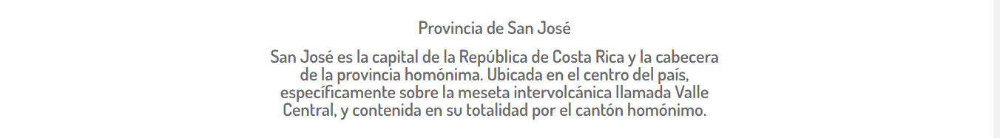 Provincia de San José
San José es la capital de la República de Costa Rica y la cabecera
de la provincia homónima. Ubicada en el centro del país,
específicamente sobre la meseta intervolcánica llamada Valle
Central, y contenida en su totalidad por el cantón homónimo.